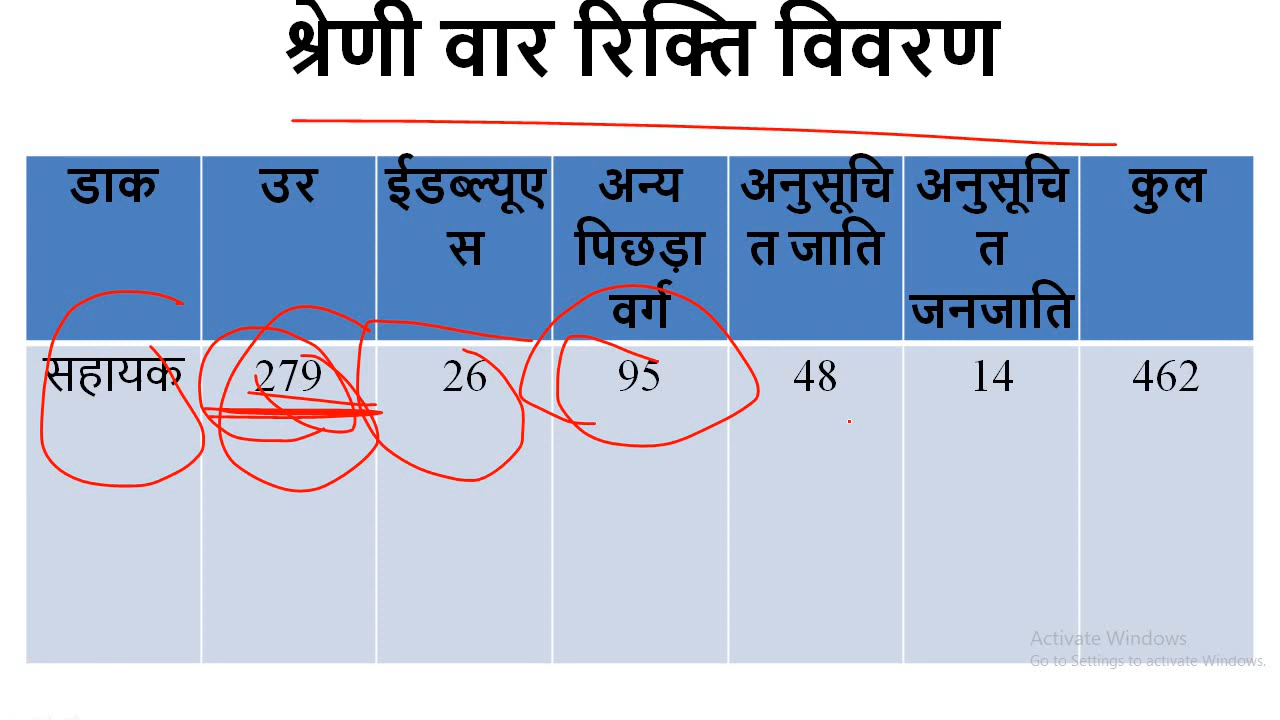 श्रेणी वार रिक्ति विवरण
डाक उर ईडब्ल्यूए अन्य अनुसूचि अनुसूचि कुल
स पिछड़ा त जाति त
वर्ग जनजाति
सहायक 279 26 95 48 14 462
Activate Windows
Go to Settings to activate Windows.